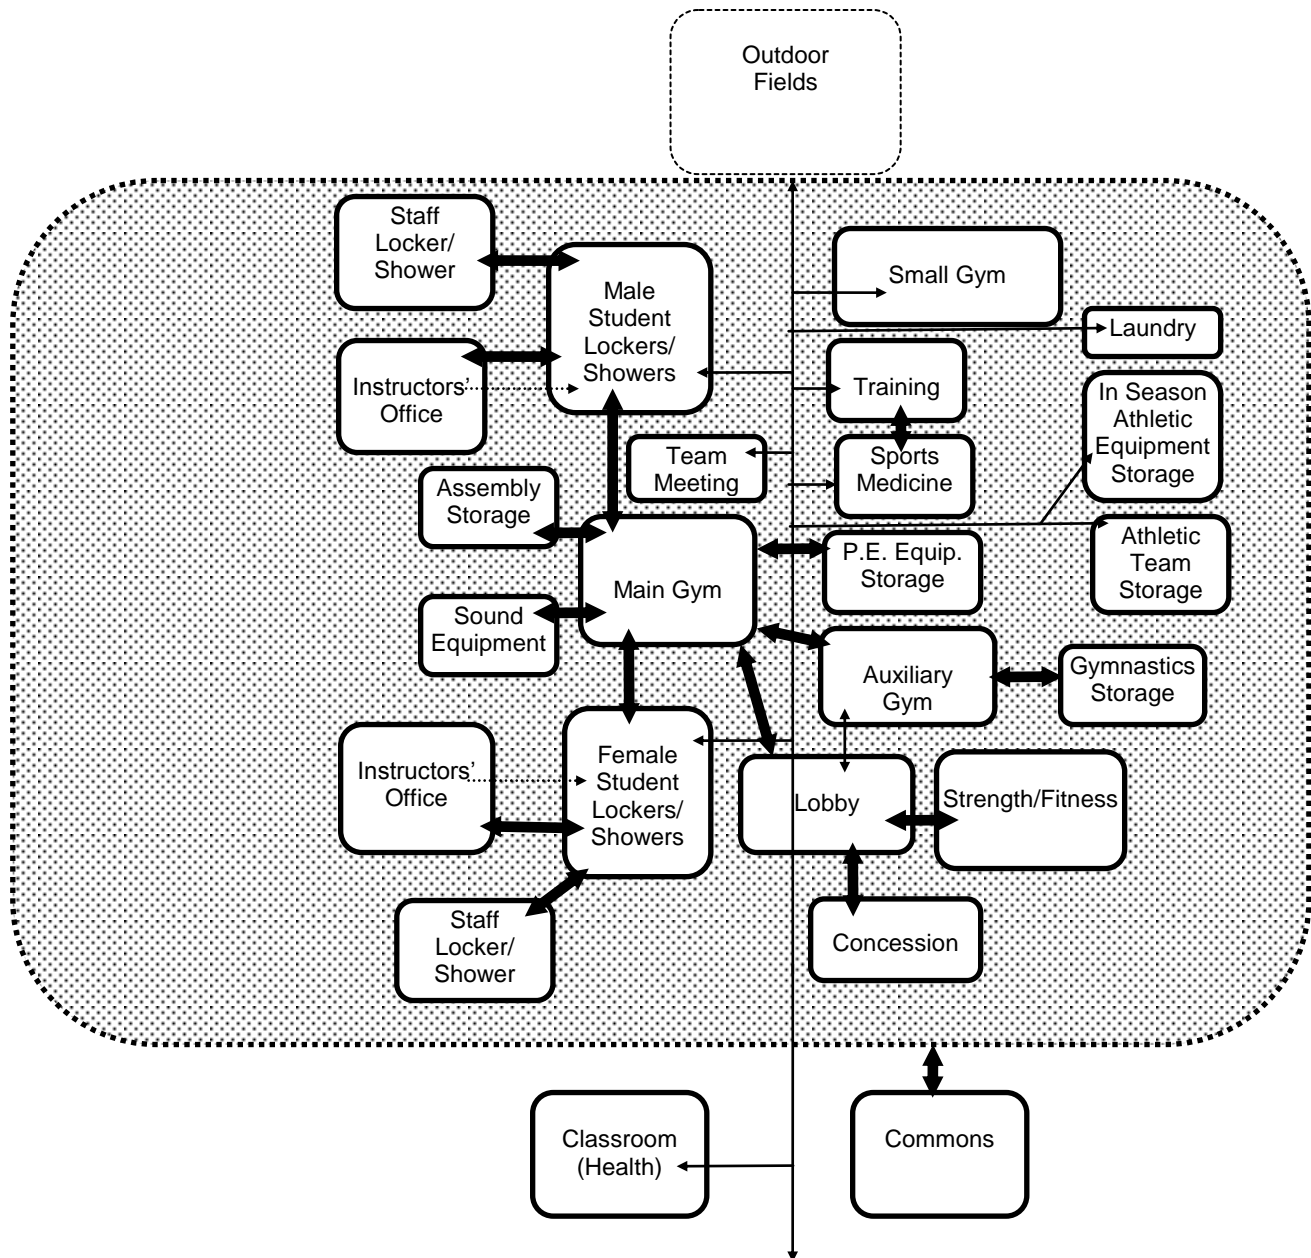 Outdoor
Fields
Staff
Locker/
Shower
Male
Student
Lockers/
Showers
Small Gym
Laundry
Instructors'
Office
Training
In Season
Athletic
Equipment
Storage
Team
Meeting
Sports
Medicine
Assembly
Storage
Main Gym
P.E. Equip.
Storage
Athletic
Team
Storage
Sound
Equipment
Auxiliary
Gym
Gymnastics
Storage
Instructors'
Office
Female
Student
Lockers/
Showers
Lobby
Strength/Fitness
Staff
Locker/
Shower
Concession
Classroom
(Health)
Commons